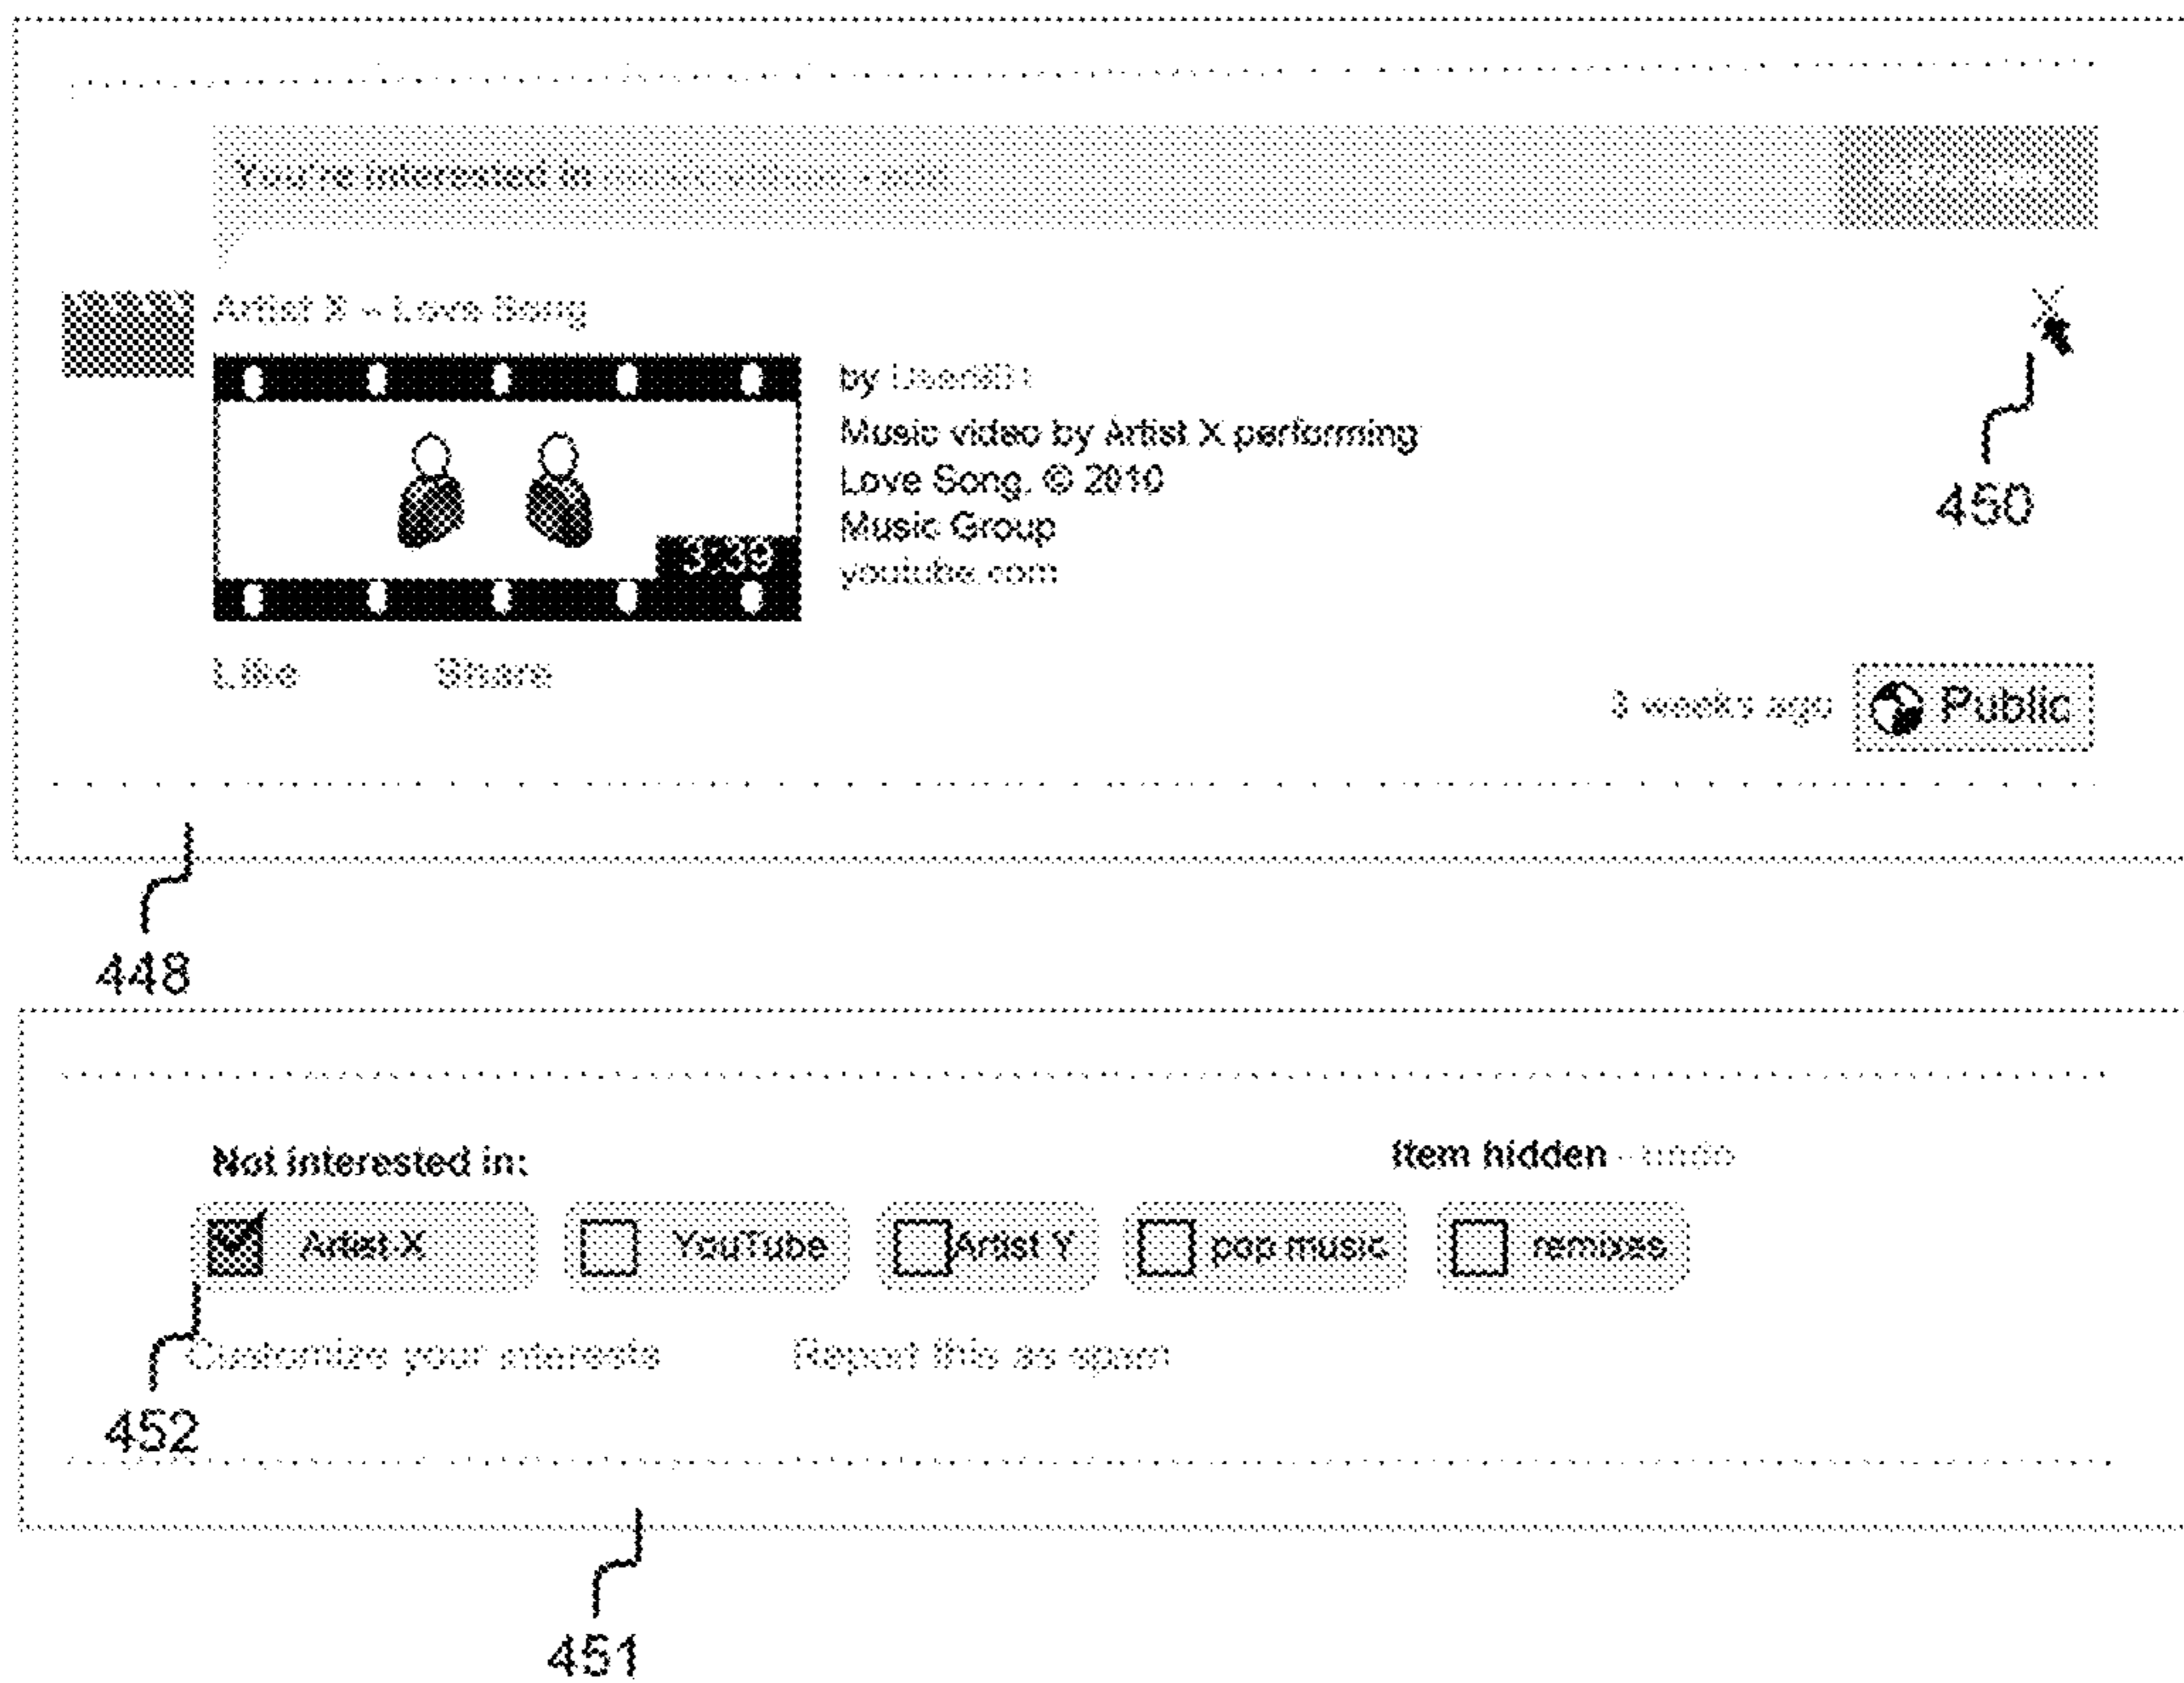 You're interested in
Artist X - Love Song
by
Music video by Artist X performing
Love Song. © 2010
Music Group
youtube.com
450
Like Share
3 weeks ago Public
448
Not interested in: Item hidden - undo
Artist X YouTube Artist Y pop music remixes
Customize your interests Report this as spam
452
451